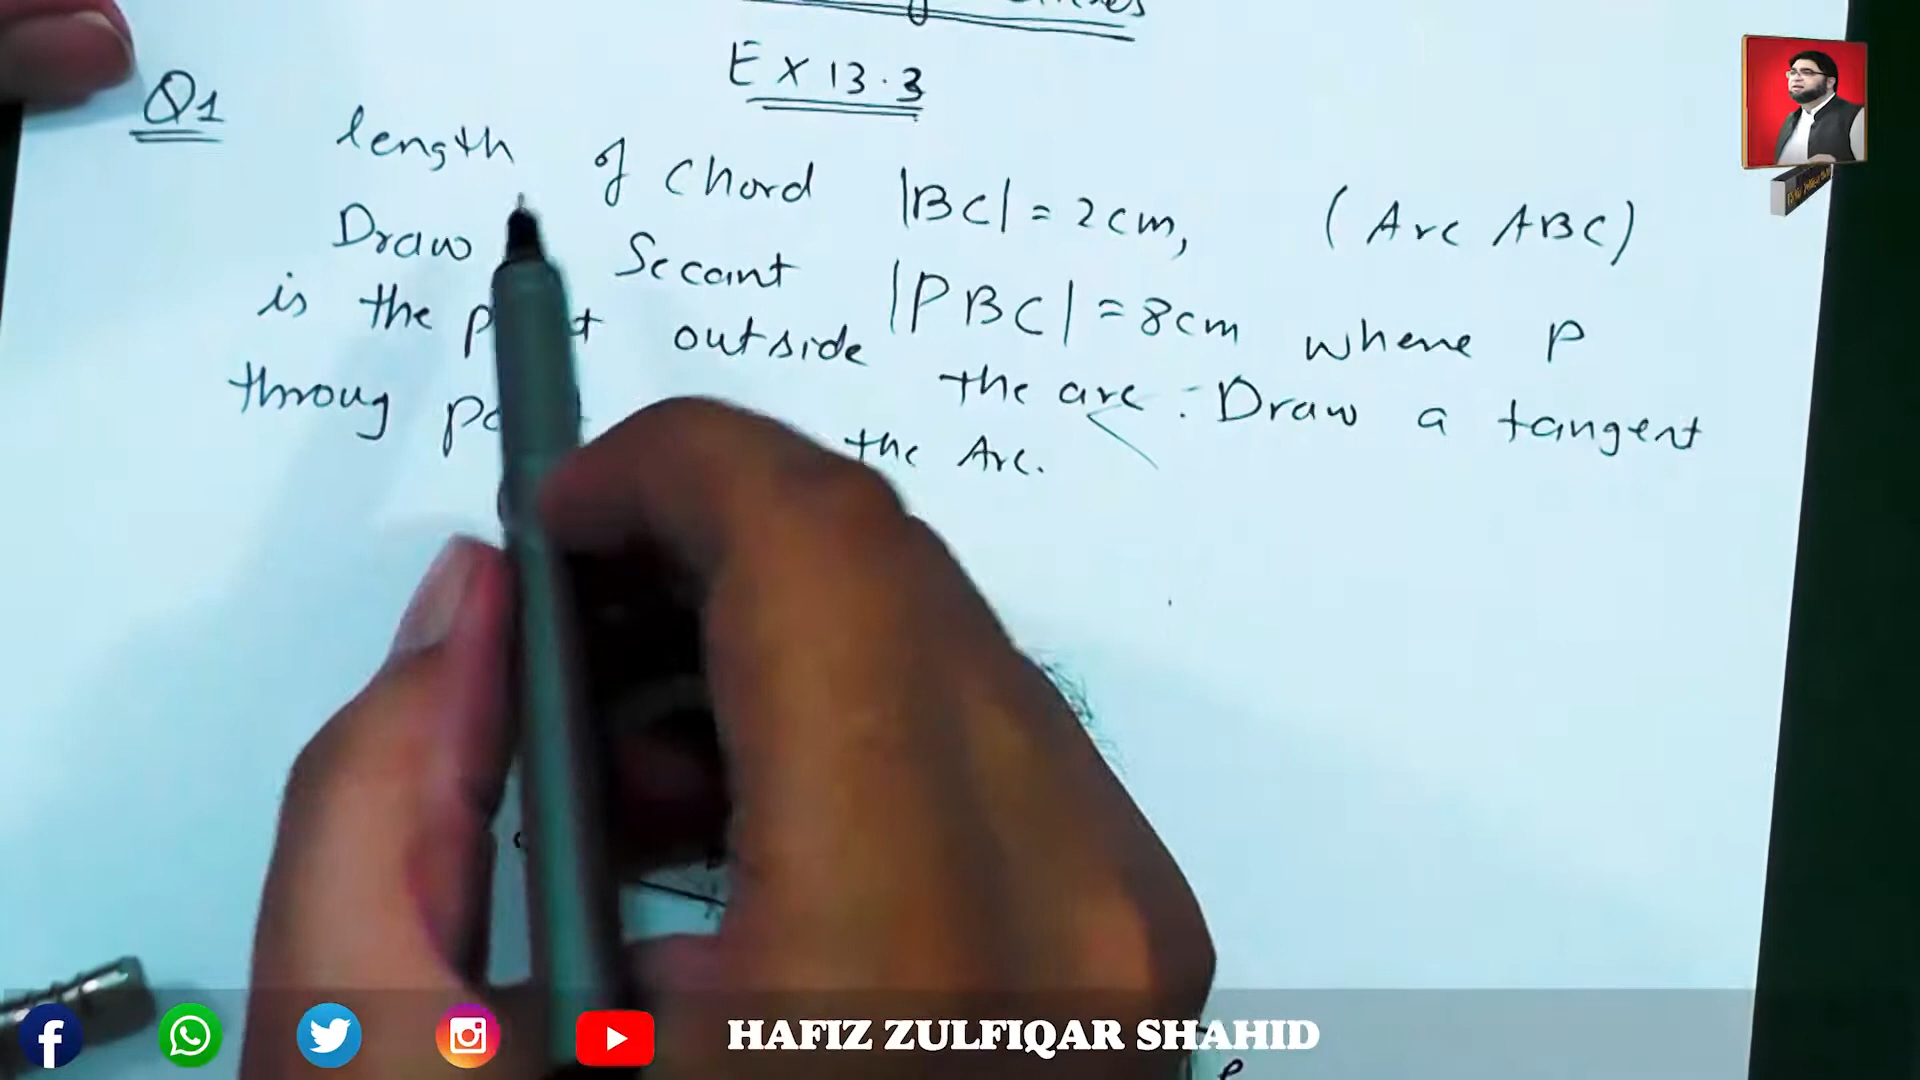 Ex 13.3
Q1 length of chord |BC| = 2cm, (Arc ABC)
Draw Secant |PBC| = 8cm where P
is the outside the arc. Draw a tangent
throug the Arc.
HAFIZ ZULFIQAR SHAHID